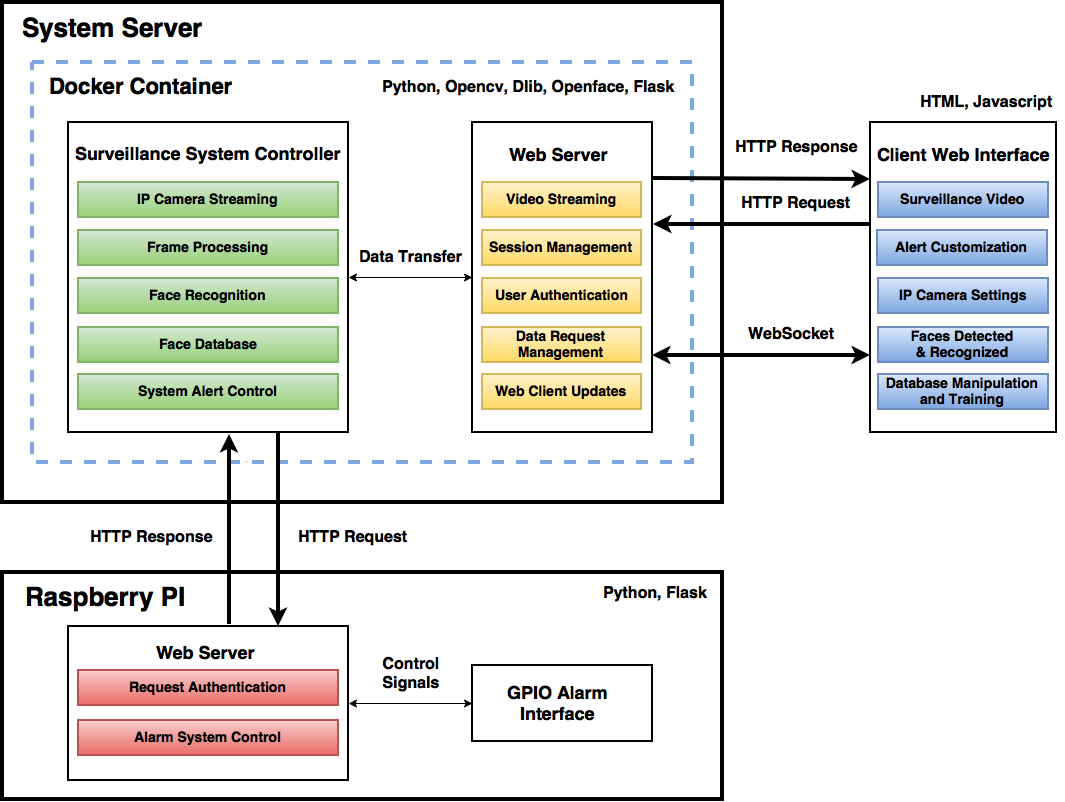 System Server
Docker Container
Python, Opencv, Dlib, Openface, Flask
Surveillance System Controller
IP Camera Streaming
Frame Processing
Face Recognition
Face Database
System Alert Control
Data Transfer
Web Server
Video Streaming
Session Management
User Authentication
Data Request
Management
Web Client Updates
HTTP Response
HTTP Request
WebSocket
HTML, Javascript
Client Web Interface
Surveillance Video
Alert Customization
IP Camera Settings
Faces Detected
& Recognized
Database Manipulation
and Training
HTTP Response
HTTP Request
Raspberry PI
Python, Flask
Web Server
Request Authentication
Alarm System Control
Control
Signals
GPIO Alarm
Interface